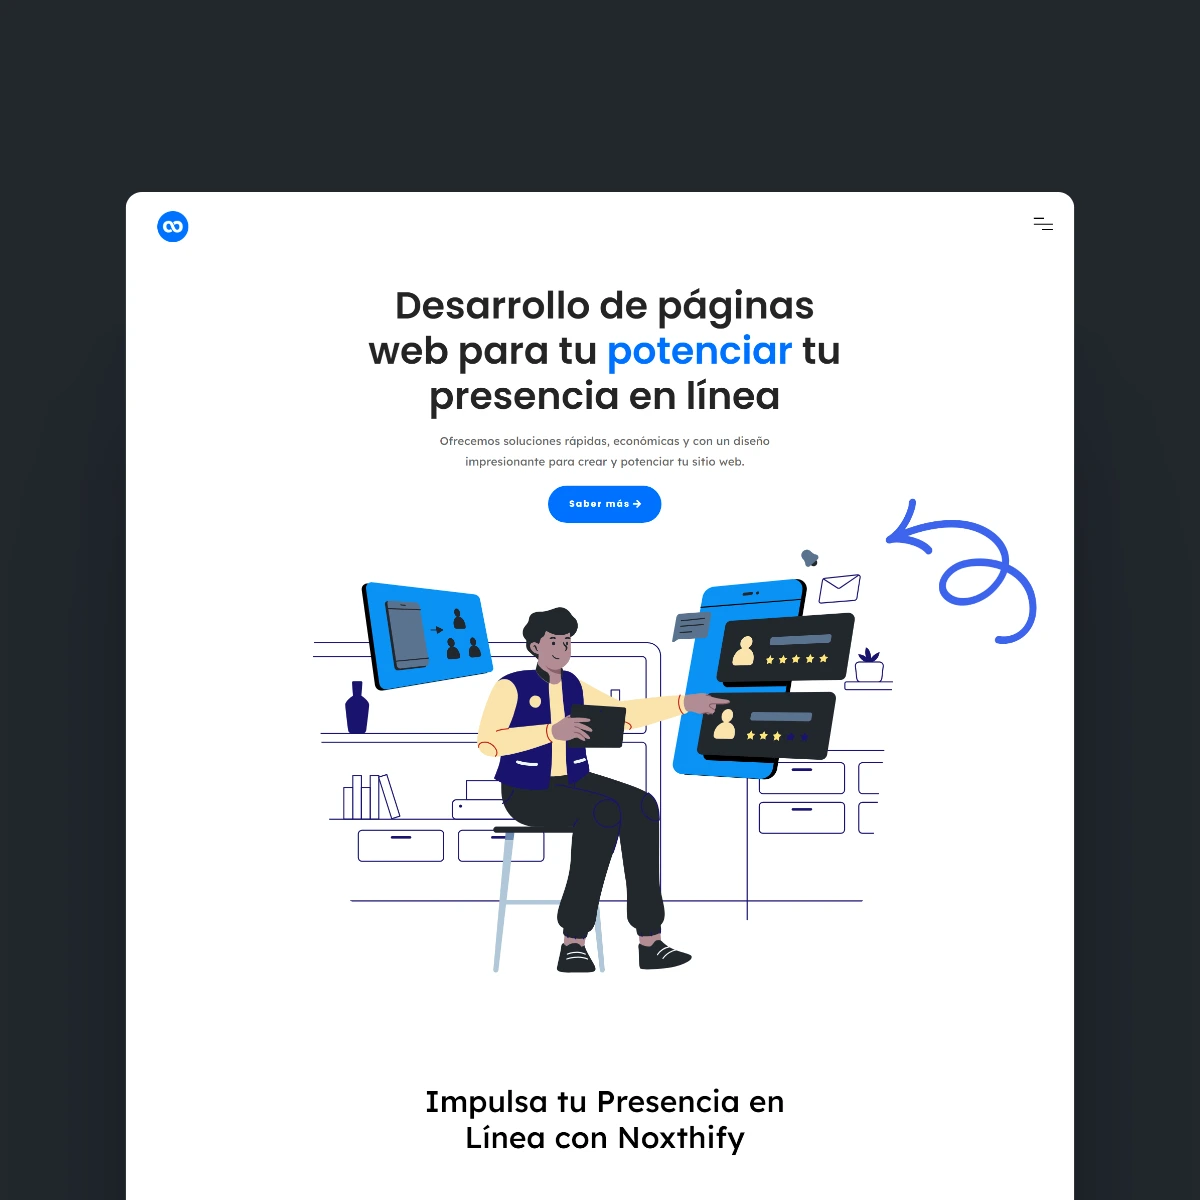 Desarrollo de páginas
web para tu potenciar tu
presencia en línea
Ofrecemos soluciones rápidas, económicas y con un diseño
impresionante para crear y potenciar tu sitio web.
Saber más →
Impulsa tu Presencia en
Línea con Noxthify